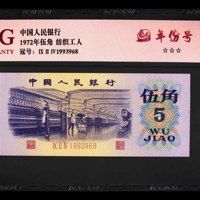 G
RANTY
中国人民银行
1972年伍角 纺织工人
冠号：IX II IV1993968
年份号
☆☆☆
中国人民银行
伍角
5
WU
JIAO
IX II IV 1993968